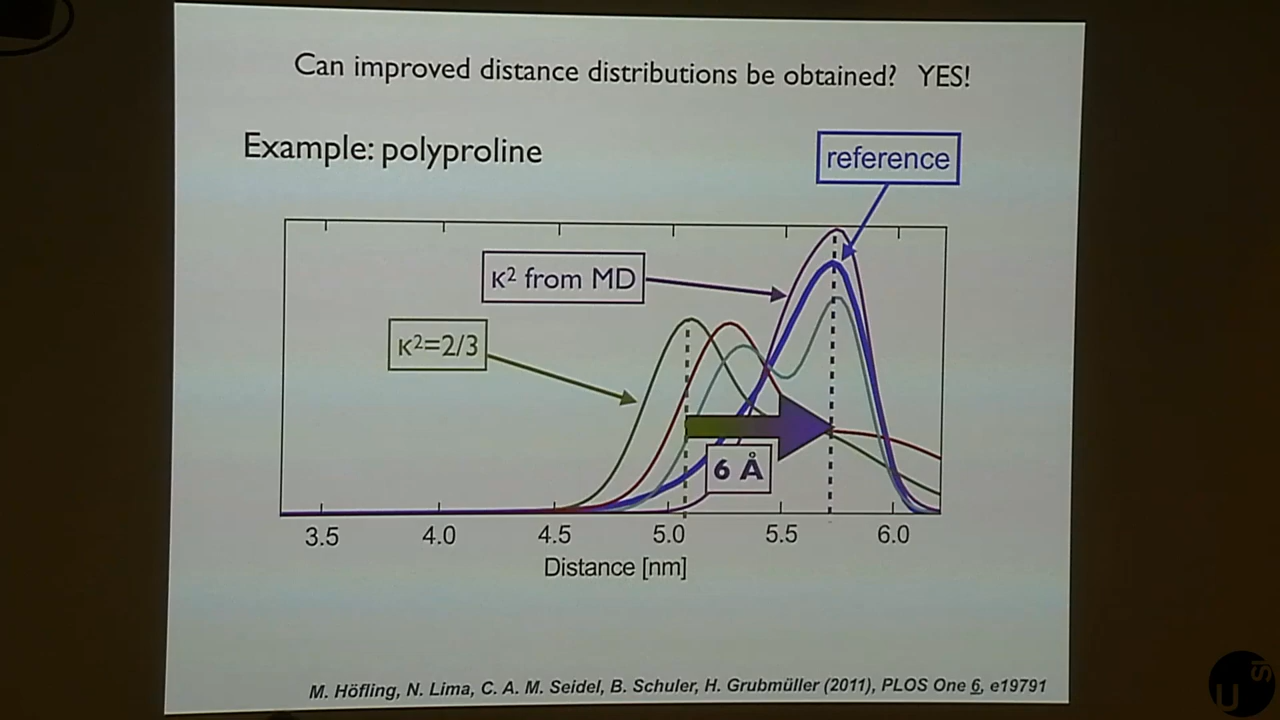 Can improved distance distributions be obtained? YES!
Example: polyproline
reference
κ² from MD
κ²=2/3
6 Å
3.5 4.0 4.5 5.0 5.5 6.0
Distance [nm]
M. Höfling, N. Lima, C. A. M. Seidel, B. Schuler, H. Grubmüller (2011), PLOS One 6, e19791
U
SI